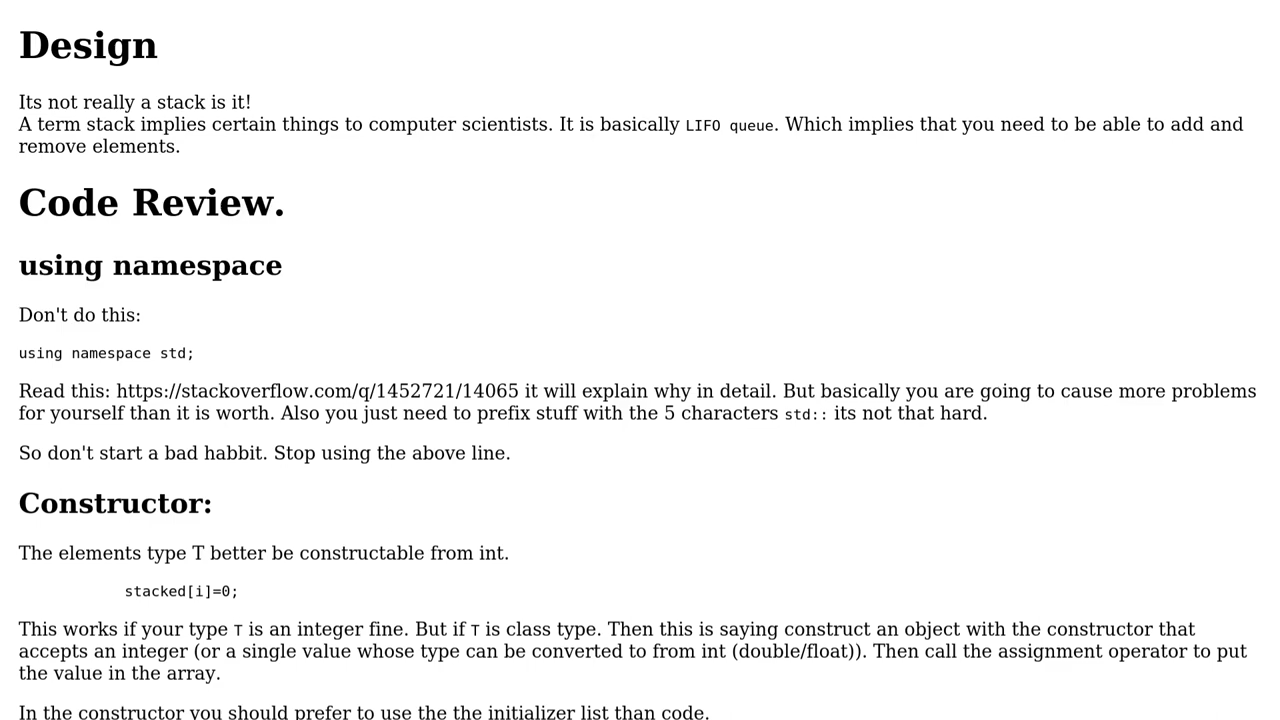 Design
Its not really a stack is it!
A term stack implies certain things to computer scientists. It is basically LIFO queue. Which implies that you need to be able to add and
remove elements.
Code Review.
using namespace
Don't do this:
using namespace std;
Read this: https://stackoverflow.com/q/1452721/14065 it will explain why in detail. But basically you are going to cause more problems
for yourself than it is worth. Also you just need to prefix stuff with the 5 characters std:: its not that hard.
So don't start a bad habbit. Stop using the above line.
Constructor:
The elements type T better be constructable from int.
stacked[i]=0;
This works if your type T is an integer fine. But if T is class type. Then this is saying construct an object with the constructor that
accepts an integer (or a single value whose type can be converted to from int (double/float)). Then call the assignment operator to put
the value in the array.
In the constructor you should prefer to use the the initializer list than code.